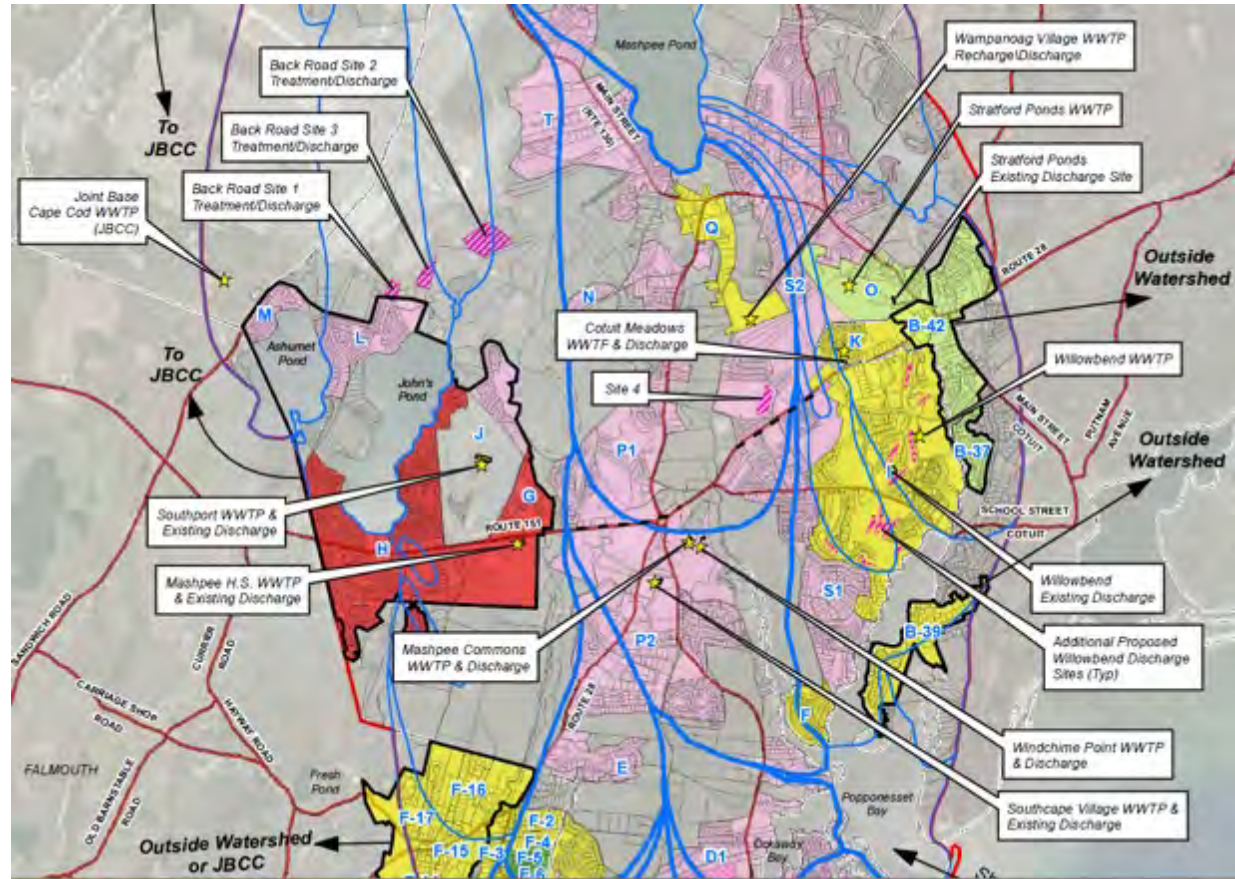 Mashpee Pond
Wampanoag Village WWTP
Recharge\Discharge
Back Road Site 2
Treatment/Discharge
Stratford Ponds WWTP
To
JBCC
Back Road Site 3
Treatment/Discharge
MAIN STREET
(RTE 130)
T
Stratford Ponds
Existing Discharge Site
Joint Base
Cape Cod WWTP
(JBCC)
Back Road Site 1
Treatment/Discharge
Q
ROUTE 28
Outside
Watershed
S2
O
N
M
L
Ashumet
Pond
Cotuit Meadows
WWTF & Discharge
K
B-42
Willowbend WWTP
To
JBCC
John's
Pond
Site 4
MAIN STREET
COTUIT
PUTNAM
AVENUE
J
P1
B-37
Outside
Watershed
I
G
Southport WWTP &
Existing Discharge
ROUTE 151
SCHOOL STREET
COTUIT
H
Mashpee H.S. WWTP
& Existing Discharge
S1
Willowbend
Existing Discharge
SANDWICH ROAD
CURRIER
ROAD
Mashpee Commons
WWTP & Discharge
P2
B-39
Additional Proposed
Willowbend Discharge
Sites (Typ)
CARRIAGE SHOP
ROAD
HAYWAY ROAD
ROUTE 28
F
Windchime Point WWTP
& Discharge
FALMOUTH
OLD BARNSTABLE
ROAD
Fresh
Pond
E
Popponesset
Bay
Southcape Village WWTP &
Existing Discharge
F-16
F-17
F-2
F-4
Outside Watershed
or JBCC
F-15
F-3
F-5
F-6
D1
Ockway
Bay